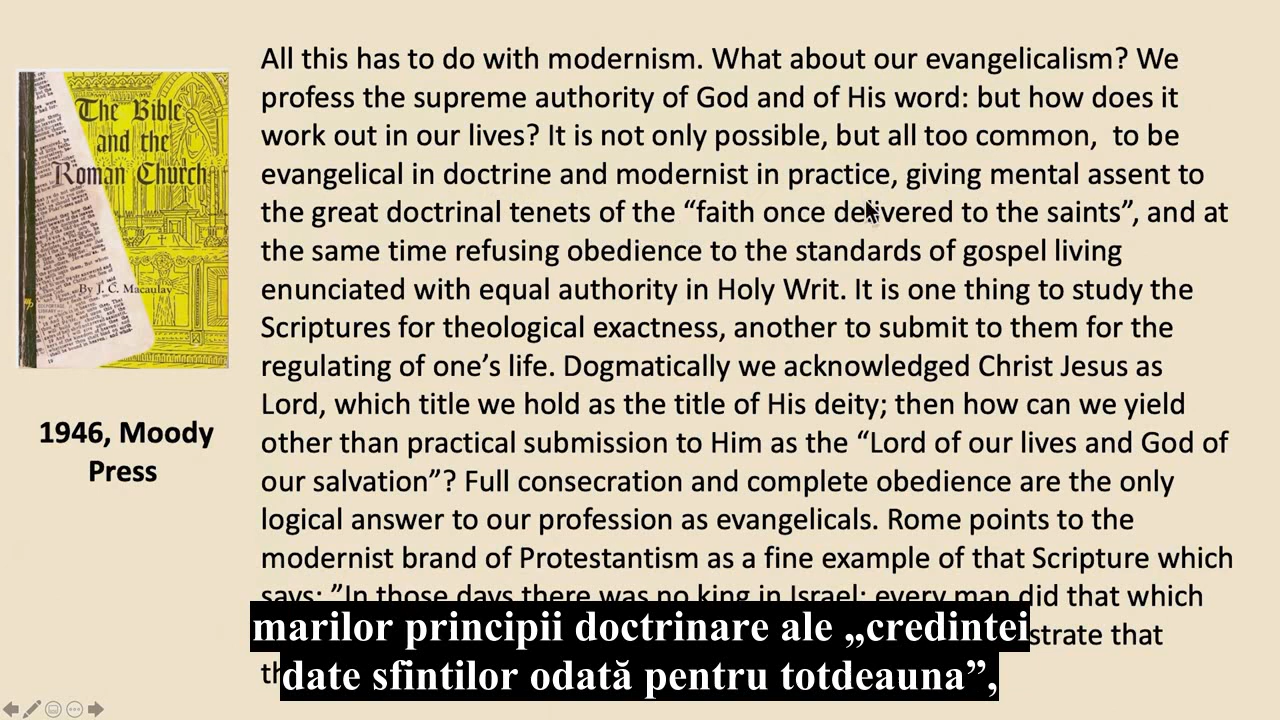 The Bible
and the
Roman Church
By J. C. Macaulay
1946, Moody
Press
All this has to do with modernism. What about our evangelicalism? We
profess the supreme authority of God and of His word: but how does it
work out in our lives? It is not only possible, but all too common, to be
evangelical in doctrine and modernist in practice, giving mental assent to
the great doctrinal tenets of the “faith once delivered to the saints”, and at
the same time refusing obedience to the standards of gospel living
enunciated with equal authority in Holy Writ. It is one thing to study the
Scriptures for theological exactness, another to submit to them for the
regulating of one’s life. Dogmatically we acknowledged Christ Jesus as
Lord, which title we hold as the title of His deity; then how can we yield
other than practical submission to Him as the “Lord of our lives and God of
our salvation”? Full consecration and complete obedience are the only
logical answer to our profession as evangelicals. Rome points to the
modernist brand of Protestantism as a fine example of that Scripture which
says: ”In those days there was no king in Israel: every man did that which
strate that
marilor principii doctrinare ale „credintei
date sfintilor odată pentru totdeauna”,